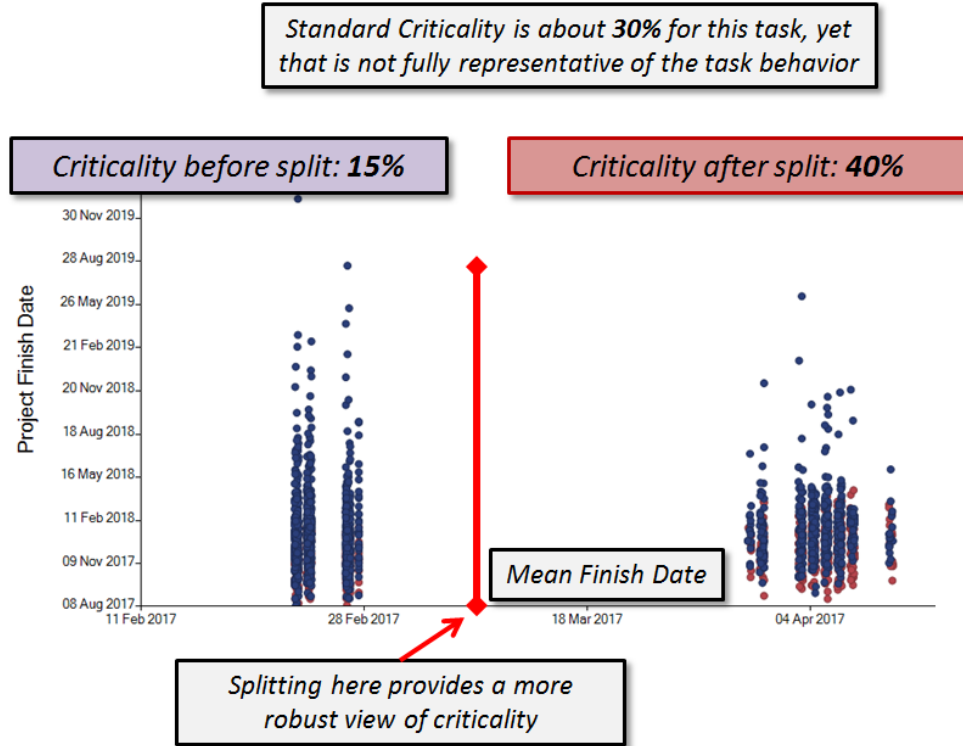 Standard Criticality is about 30% for this task, yet
that is not fully representative of the task behavior
Criticality before split: 15%
Criticality after split: 40%
Project Finish Date
30 Nov 2019
28 Aug 2019
26 May 2019
21 Feb 2019
20 Nov 2018
18 Aug 2018
16 May 2018
11 Feb 2018
09 Nov 2017
08 Aug 2017
Mean Finish Date
11 Feb 2017
28 Feb 2017
18 Mar 2017
04 Apr 2017
Splitting here provides a more
robust view of criticality